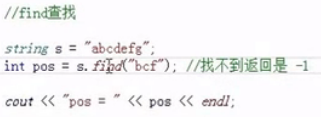 //find查找
string s = "abcdefg";
int pos = s.find("bcf"); //找不到返回是 -1
cout << "pos = " << pos << endl;